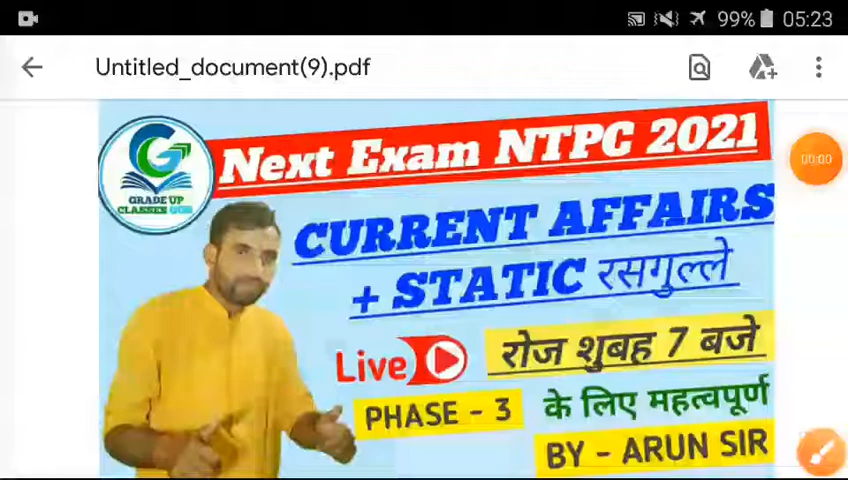 99% 05:23
Untitled_document(9).pdf
Next Exam NTPC 2021
00:00
GRADE UP
CLASSES
CURRENT AFFAIRS
+ STATIC रसगुल्ले
Live
रोज शुबह 7 बजे
PHASE - 3
के लिए महत्वपूर्ण
BY - ARUN SIR